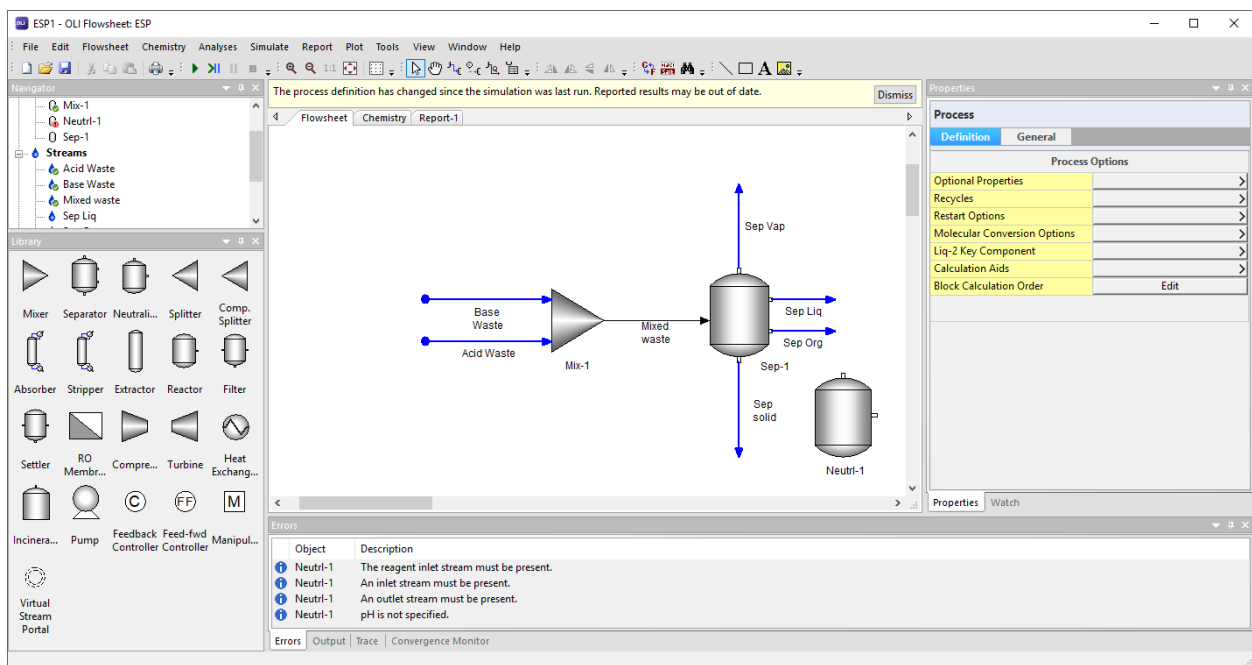 ESP1 - OLI Flowsheet: ESP
File Edit Flowsheet Chemistry Analyses Simulate Report Plot Tools View Window Help
1:1
Navigator
Mix-1
Neutrl-1
Sep-1
Streams
Acid Waste
Base Waste
Mixed waste
Sep Liq
Library
Mixer Separator Neutrali... Splitter Comp.
Splitter
Absorber Stripper Extractor Reactor Filter
Settler RO
Membr... Compre... Turbine Heat
Exchang...
Incinera... Pump Feedback
Controller Feed-fwd
Controller Manipul...
C FF M
Virtual
Stream
Portal
The process definition has changed since the simulation was last run. Reported results may be out of date. Dismiss
Flowsheet Chemistry Report-1
Sep Vap
Base
Waste
Acid Waste
Mix-1
Mixed
waste
Sep Liq
Sep Org
Sep-1
Sep
solid
Neutrl-1
Properties
Process
Definition General
Process Options
Optional Properties
Recycles
Restart Options
Molecular Conversion Options
Liq-2 Key Component
Calculation Aids
Block Calculation Order Edit
Properties Watch
Errors
Object Description
Neutrl-1 The reagent inlet stream must be present.
Neutrl-1 An inlet stream must be present.
Neutrl-1 An outlet stream must be present.
Neutrl-1 pH is not specified.
Errors Output Trace Convergence Monitor